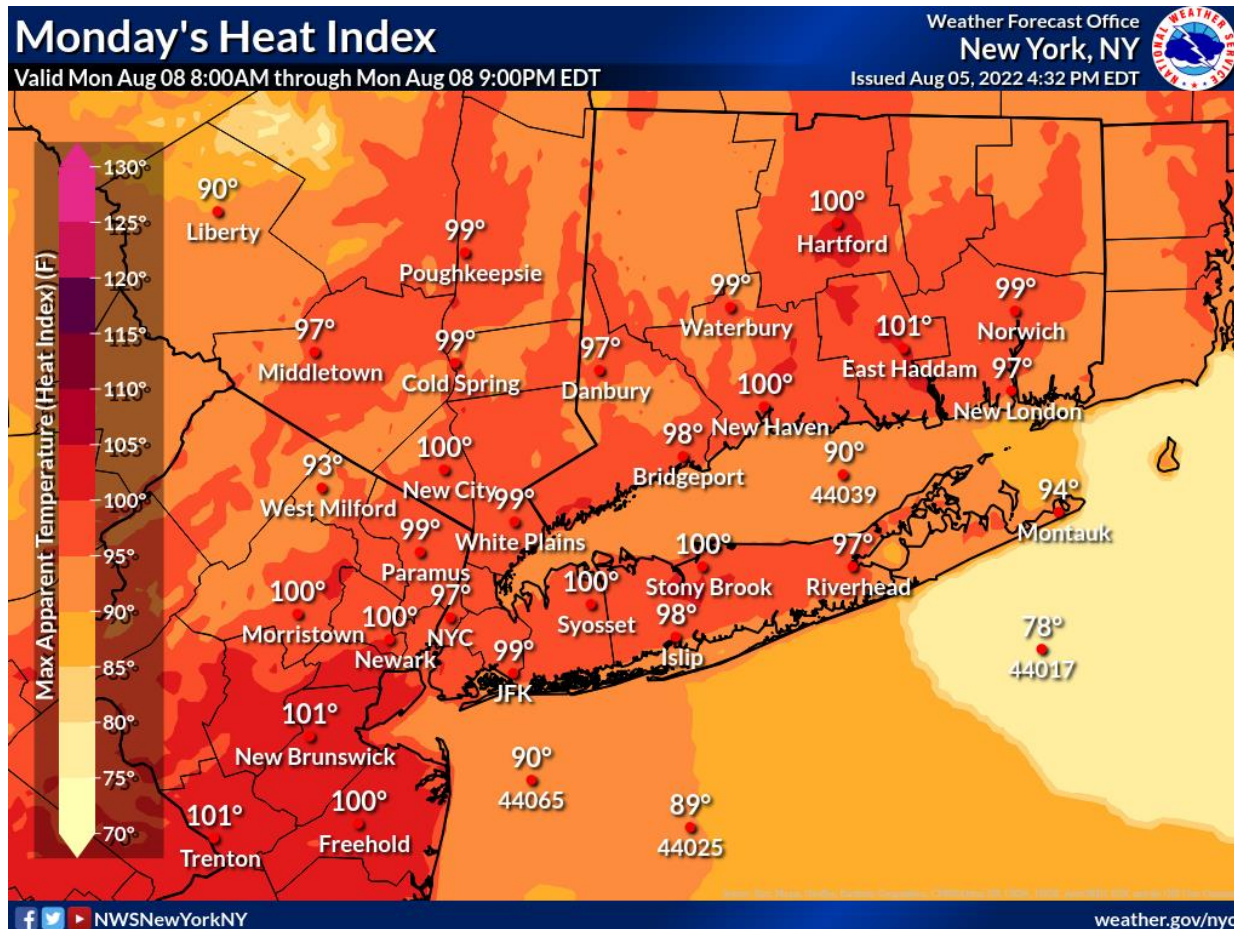 Monday's Heat Index
Valid Mon Aug 08 8:00AM through Mon Aug 08 9:00PM EDT
Weather Forecast Office
New York, NY
Issued Aug 05, 2022 4:32 PM EDT
NATIONAL WEATHER SERVICE
Max Apparent Temperature (Heat Index) (F)
130°
125°
120°
115°
110°
105°
100°
95°
90°
85°
80°
75°
70°
90°
Liberty
99°
Poughkeepsie
100°
Hartford
97°
Middletown
99°
Cold Spring
97°
Danbury
99°
Waterbury
101°
East Haddam
99°
Norwich
97°
New London
100°
New Haven
98°
Bridgeport
90°
44039
93°
West Milford
100°
New City
99°
White Plains
99°
Paramus
94°
Montauk
100°
Morristown
100°
Newark
97°
NYC
100°
Syosset
100°
Stony Brook
97°
Riverhead
98°
Islip
99°
JFK
78°
44017
101°
New Brunswick
90°
44065
89°
44025
101°
Trenton
100°
Freehold
NWSNewYorkNY
weather.gov/nyc